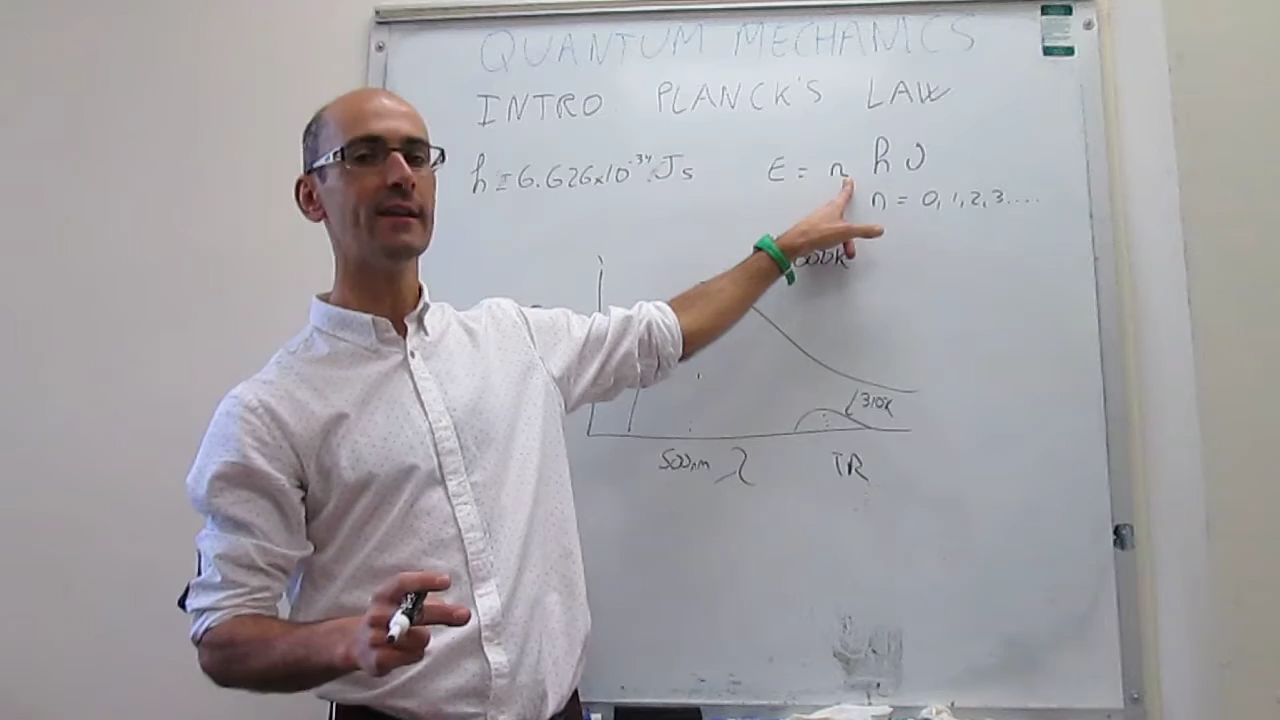 QUANTUM MECHANICS
INTRO PLANCK'S LAW
h = 6.626x10⁻³⁴ Js
E = n h υ
n = 0, 1, 2, 3....
310K
500nm λ
IR